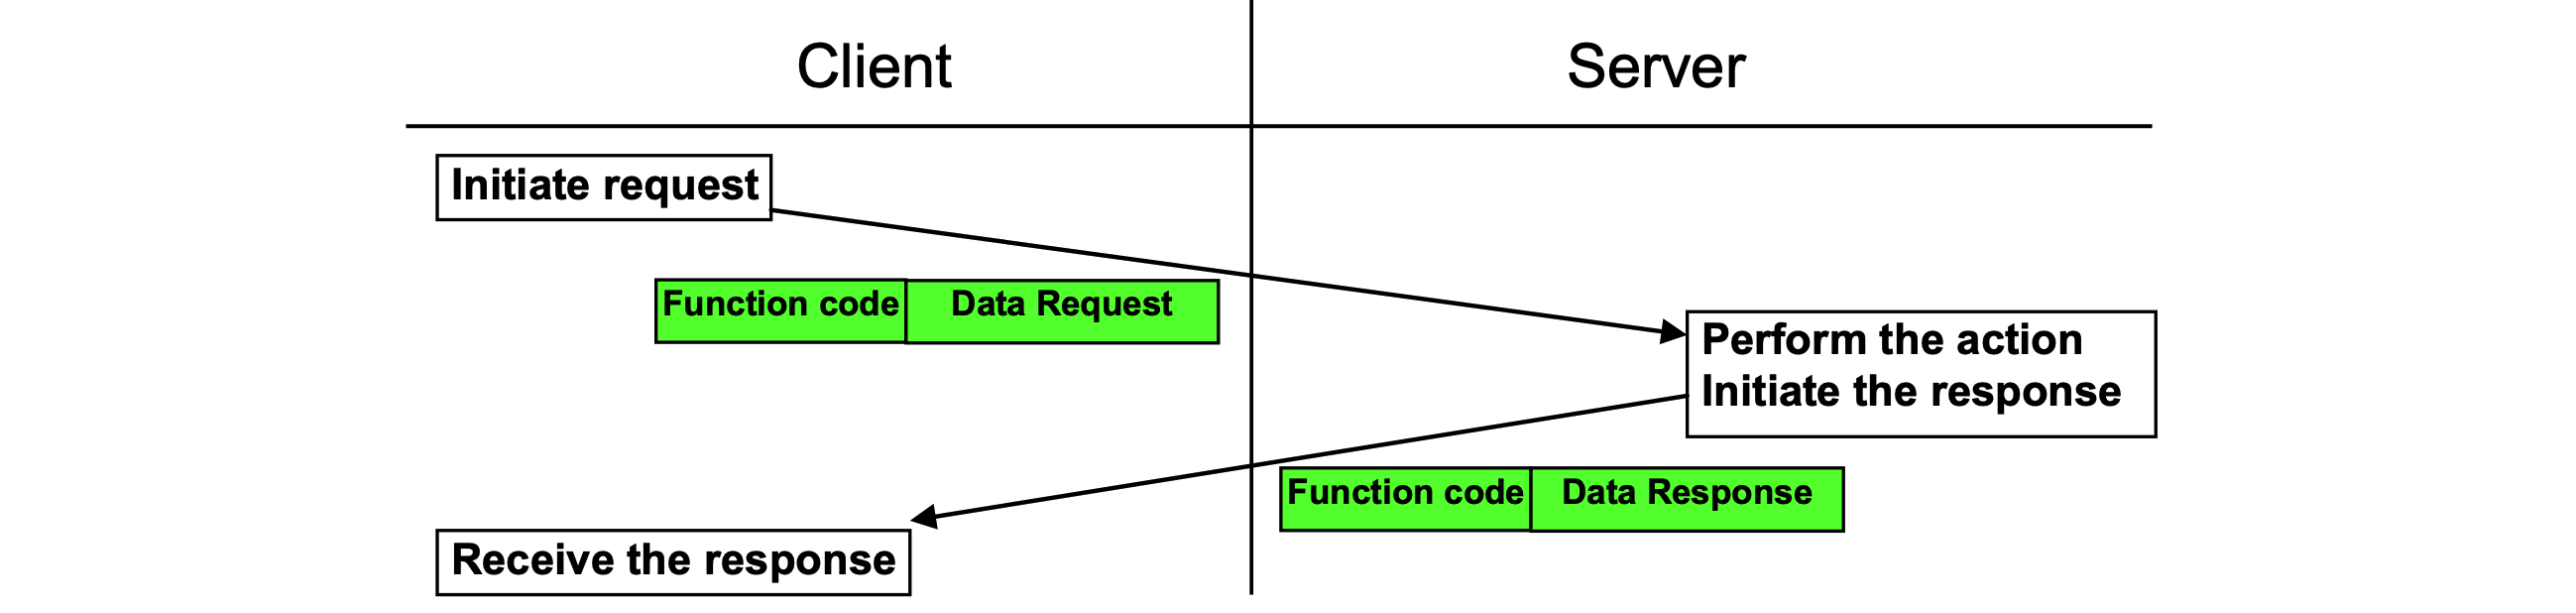 Client
Server
Initiate request
Function code
Data Request
Perform the action
Initiate the response
Function code
Data Response
Receive the response